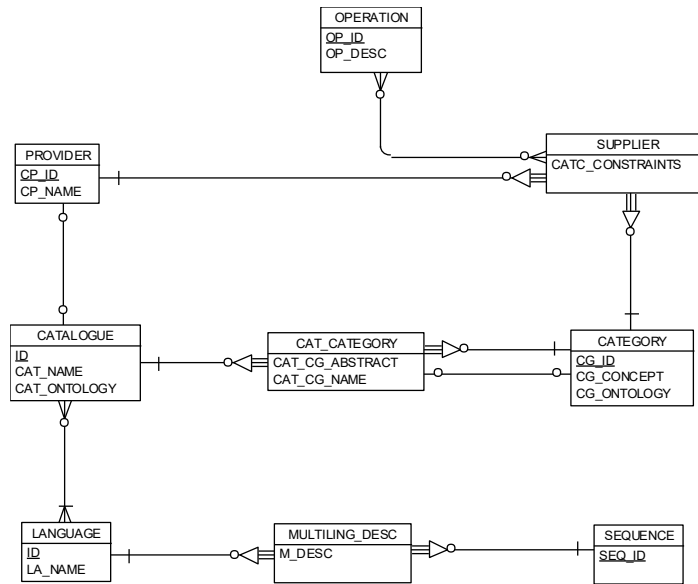 OPERATION
OP_ID
OP_DESC
PROVIDER
CP_ID
CP_NAME
SUPPLIER
CATC_CONSTRAINTS
CATALOGUE
ID
CAT_NAME
CAT_ONTOLOGY
CAT_CATEGORY
CAT_CG_ABSTRACT
CAT_CG_NAME
CATEGORY
CG_ID
CG_CONCEPT
CG_ONTOLOGY
LANGUAGE
ID
LA_NAME
MULTILING_DESC
M_DESC
SEQUENCE
SEQ_ID